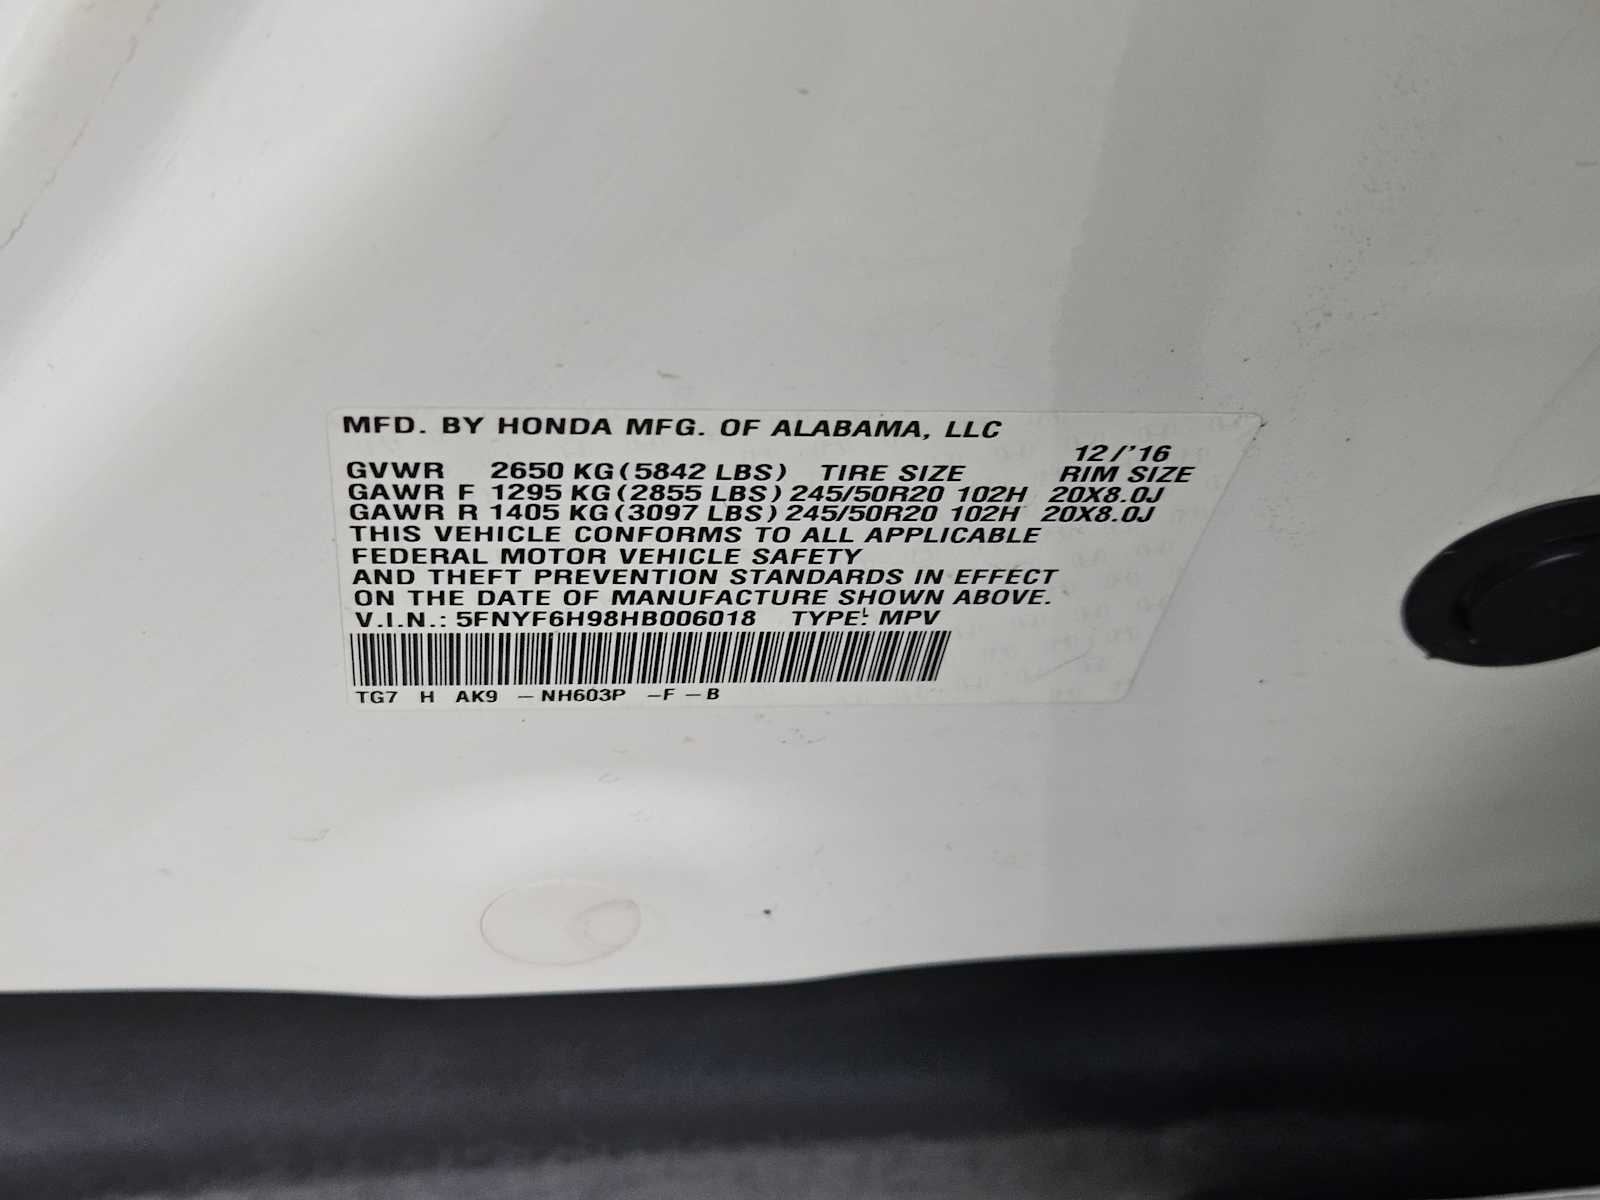 MFD. BY HONDA MFG. OF ALABAMA, LLC
12/'16
GVWR 2650 KG (5842 LBS) TIRE SIZE RIM SIZE
GAWR F 1295 KG (2855 LBS) 245/50R20 102H 20X8.0J
GAWR R 1405 KG (3097 LBS) 245/50R20 102H 20X8.0J
THIS VEHICLE CONFORMS TO ALL APPLICABLE
FEDERAL MOTOR VEHICLE SAFETY
AND THEFT PREVENTION STANDARDS IN EFFECT
ON THE DATE OF MANUFACTURE SHOWN ABOVE.
V.I.N.: 5FNYF6H98HB006018 TYPE: MPV
TG7 H AK9 – NH603P – F – B